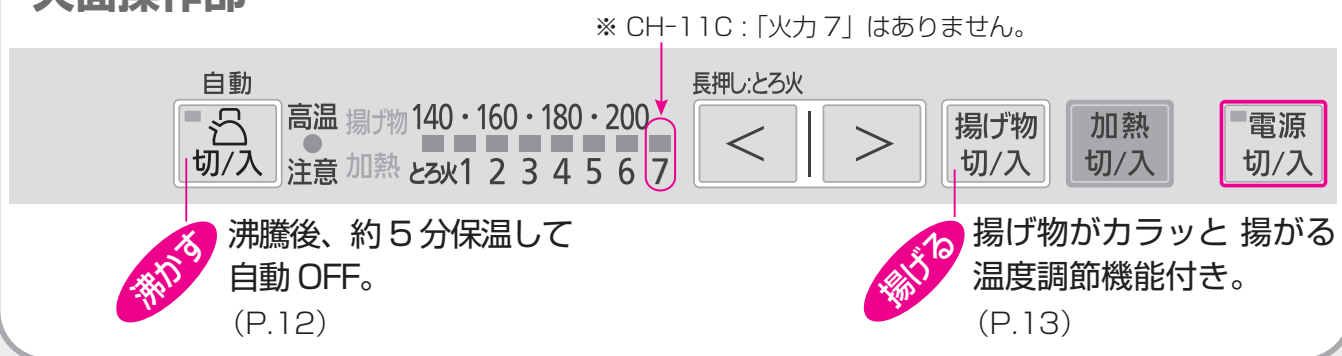 天面操作部
※ CH-11C :「火力 7」はありません。
自動
長押し:とろ火
切/入
高温
注意
揚げ物 140・160・180・200
加熱 とろ火 1 2 3 4 5 6 7
<
>
揚げ物
切/入
加熱
切/入
電源
切/入
沸かす
沸騰後、約 5 分保温して
自動 OFF。
（P.12）
揚げる
揚げ物がカラッと 揚がる
温度調節機能付き。
（P.13）